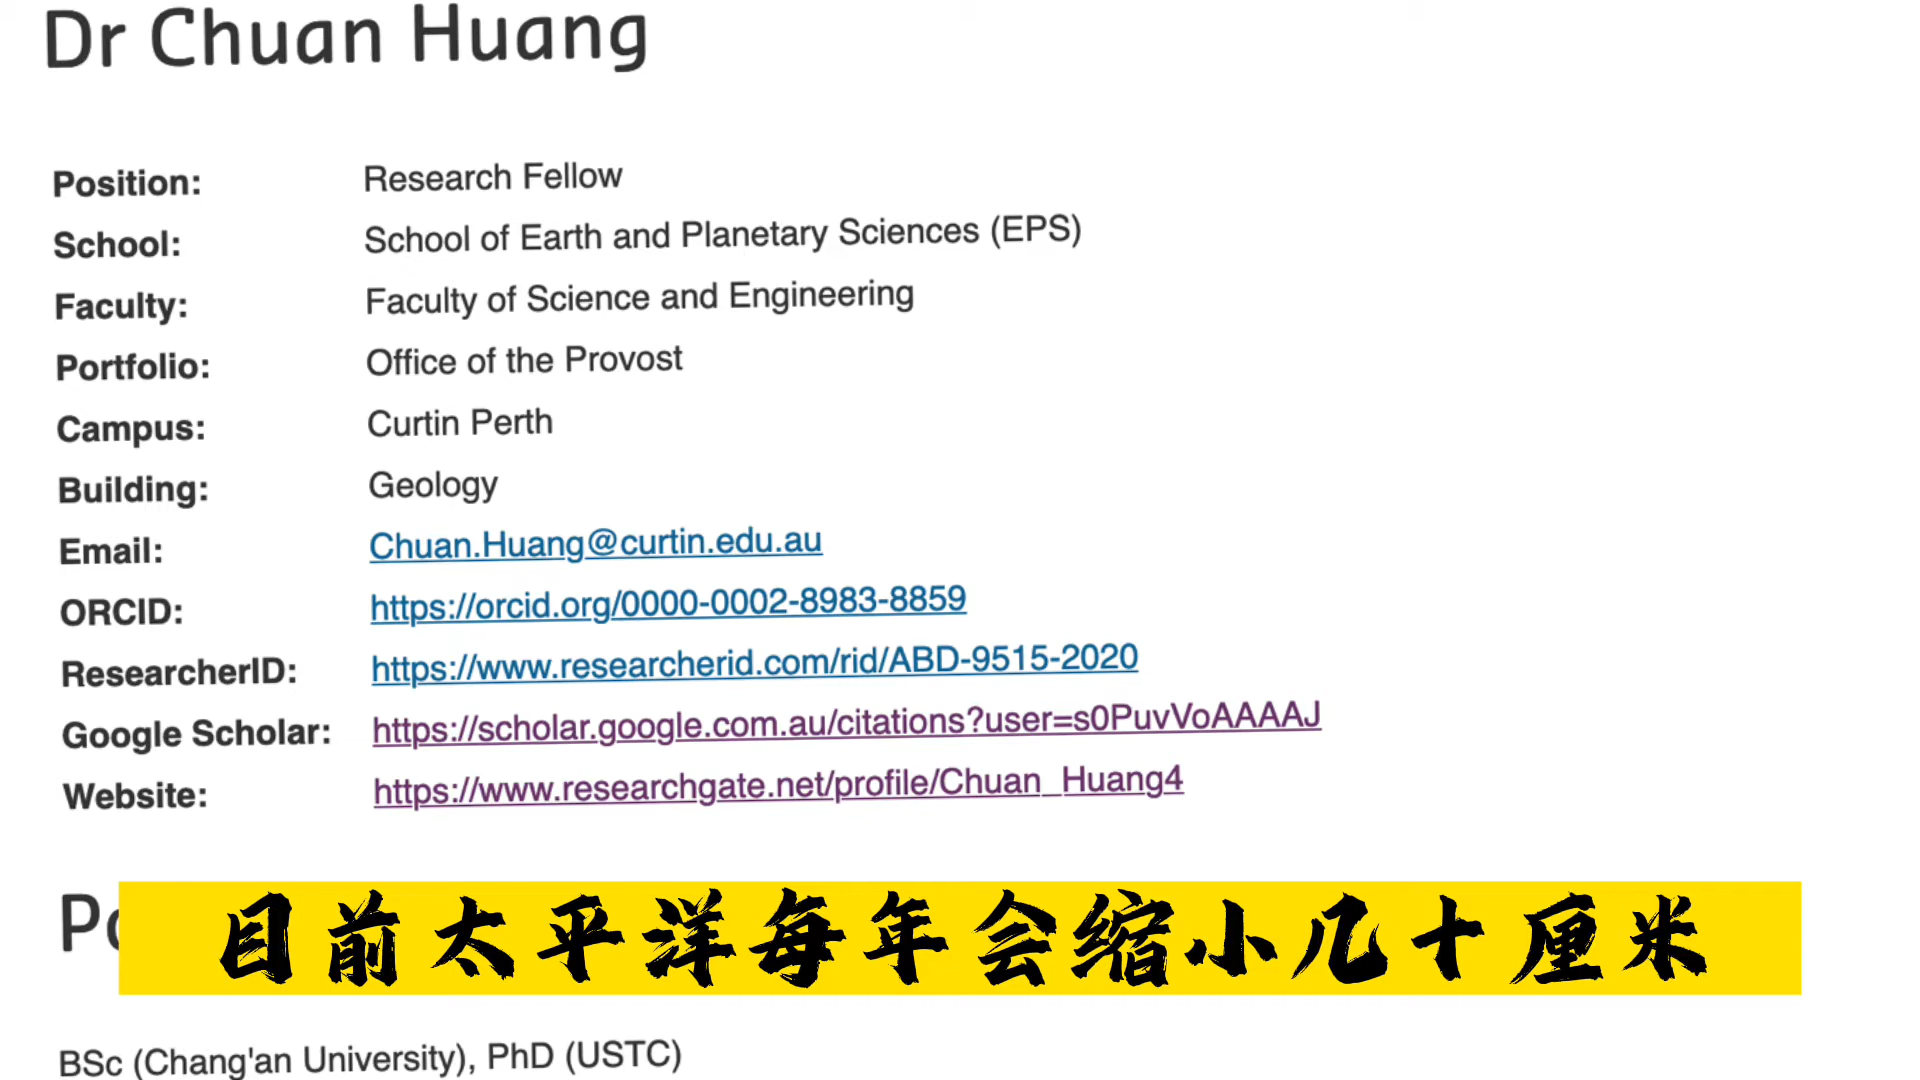 Dr Chuan Huang
Position: Research Fellow
School: School of Earth and Planetary Sciences (EPS)
Faculty: Faculty of Science and Engineering
Portfolio: Office of the Provost
Campus: Curtin Perth
Building: Geology
Email: Chuan.Huang@curtin.edu.au
ORCID: https://orcid.org/0000-0002-8983-8859
ResearcherID: https://www.researcherid.com/rid/ABD-9515-2020
Google Scholar: https://scholar.google.com.au/citations?user=s0PuvVoAAAAJ
Website: https://www.researchgate.net/profile/Chuan_Huang4
目前太平洋每年会缩小几十厘米
BSc (Chang'an University), PhD (USTC)